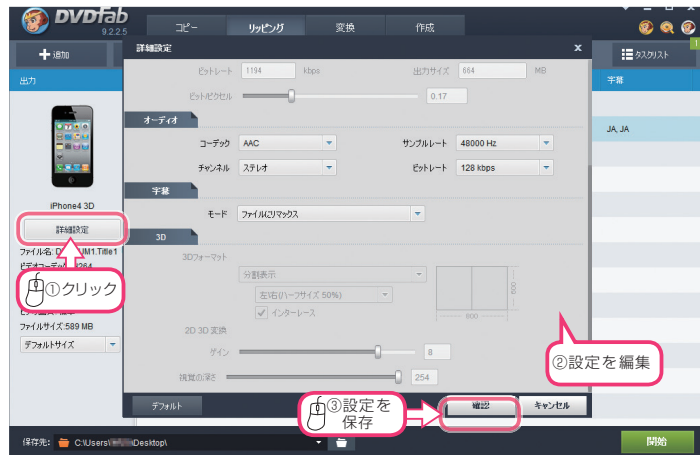 DVDFab
9.2.2.5
コピー
リッピング
変換
作成
追加
詳細設定
x
タスクリスト
1
出力
ビットレート 1194 kbps 出力サイズ 664 MB
字幕
ビット/ピクセル 0.17
オーディオ
JA, JA
コーデック AAC サンプルレート 48000 Hz
チャンネル ステレオ ビットレート 128 kbps
字幕
iPhone4 3D
モード ファイルにリマックス
詳細設定
3D
3Dフォーマット
分割表示
左/右(ハーフサイズ 50%)
インターレース
800
600
①クリック
ファイルサイズ:589 MB
デフォルトサイズ
2D 3D 変換
ゲイン 8
視覚の深さ 254
②設定を編集
③設定を
保存
デフォルト
確認
キャンセル
保存先: C:\Users\ \Desktop\
開始